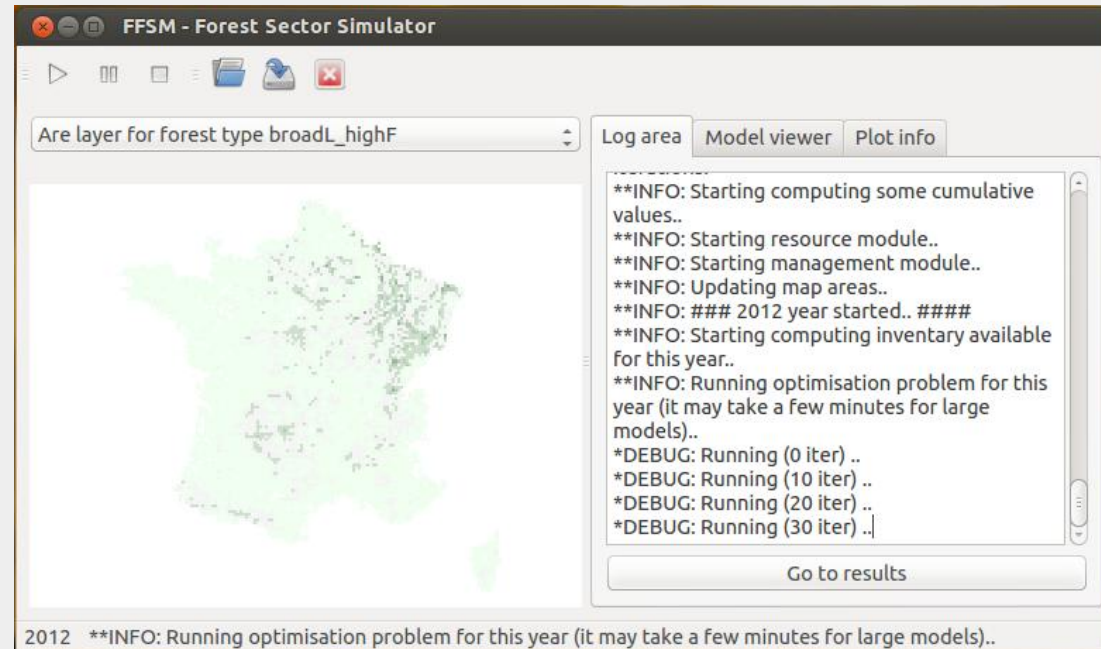 FFSM - Forest Sector Simulator
Are layer for forest type broadL_highF
Log area Model viewer Plot info
**INFO: Starting computing some cumulative
values..
**INFO: Starting resource module..
**INFO: Starting management module..
**INFO: Updating map areas..
**INFO: ### 2012 year started.. ####
**INFO: Starting computing inventary available
for this year..
**INFO: Running optimisation problem for this
year (it may take a few minutes for large
models)..
*DEBUG: Running (0 iter) ..
*DEBUG: Running (10 iter) ..
*DEBUG: Running (20 iter) ..
*DEBUG: Running (30 iter) ..
Go to results
2012 **INFO: Running optimisation problem for this year (it may take a few minutes for large models)..